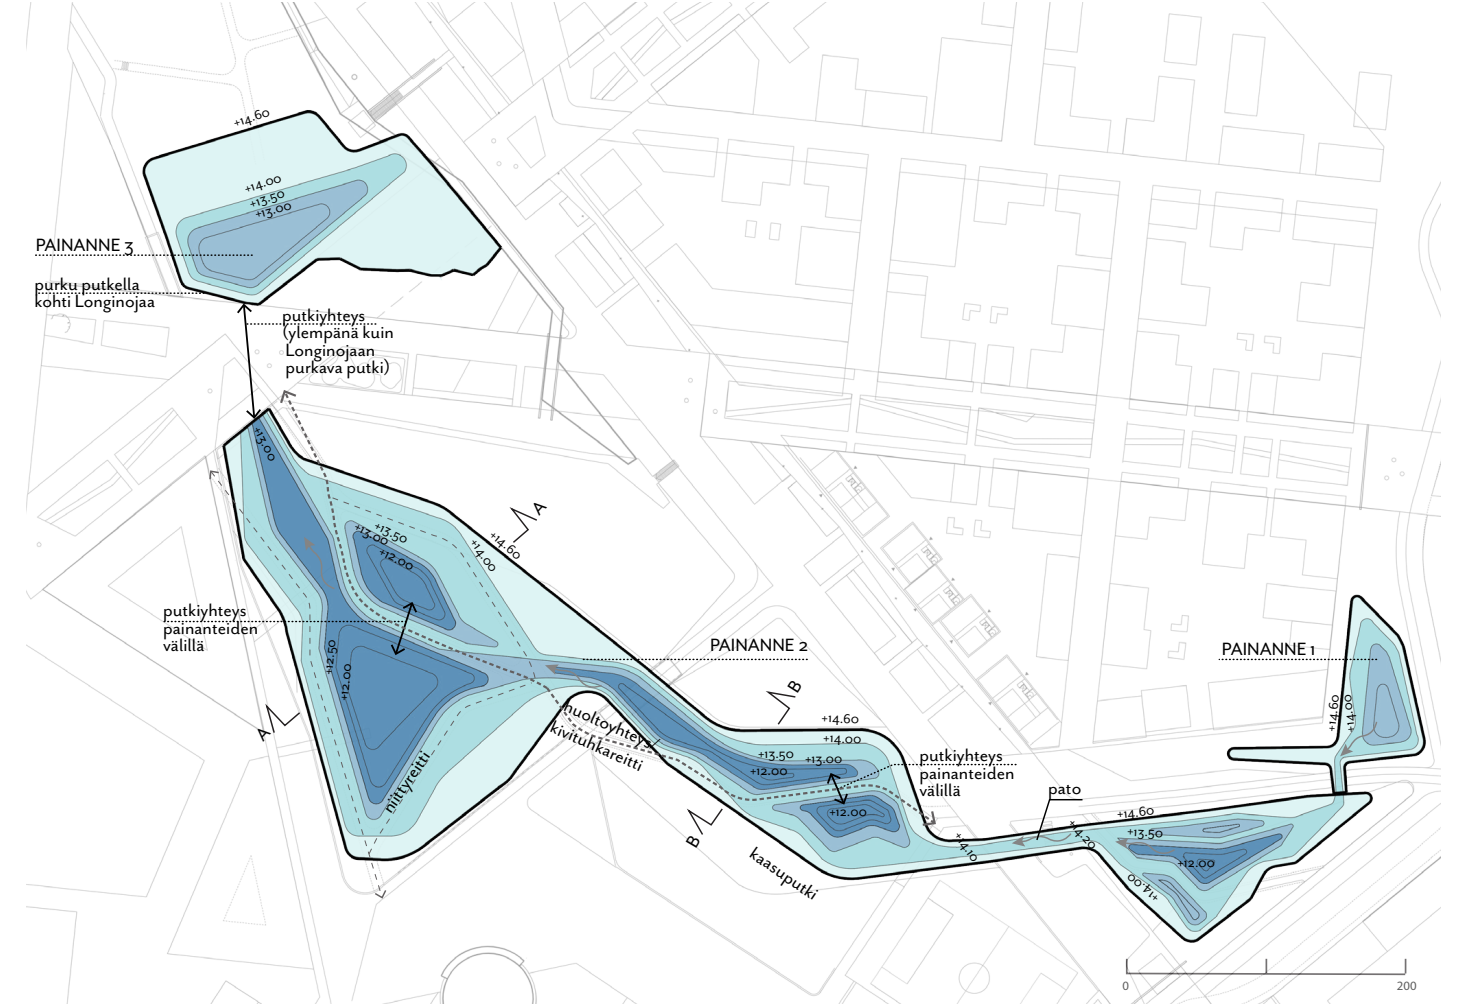 +14.60
+14.00
+13.50
+13.00
PAINANNE 3
purku putkella
kohti Longinojaa
putkiyhteys
(ylempänä kuin
Longinojaan
purkava putki)
+13.00
A
+13.50
+13.00
+12.00
+14.60
+14.00
putkiyhteys
painanteiden
välillä
+12.50
+12.00
A
niittyreitti
PAINANNE 2
huoltoyhteys
kivituhkareitti
B
+14.60
+14.00
+13.50
+13.00
+12.00
+12.00
putkiyhteys
painanteiden
välillä
B
kaasuputki
PAINANNE 1
+14.60
+14.00
pato
+14.10
+14.20
+14.60
+13.50
+12.00
+14.00
0
200